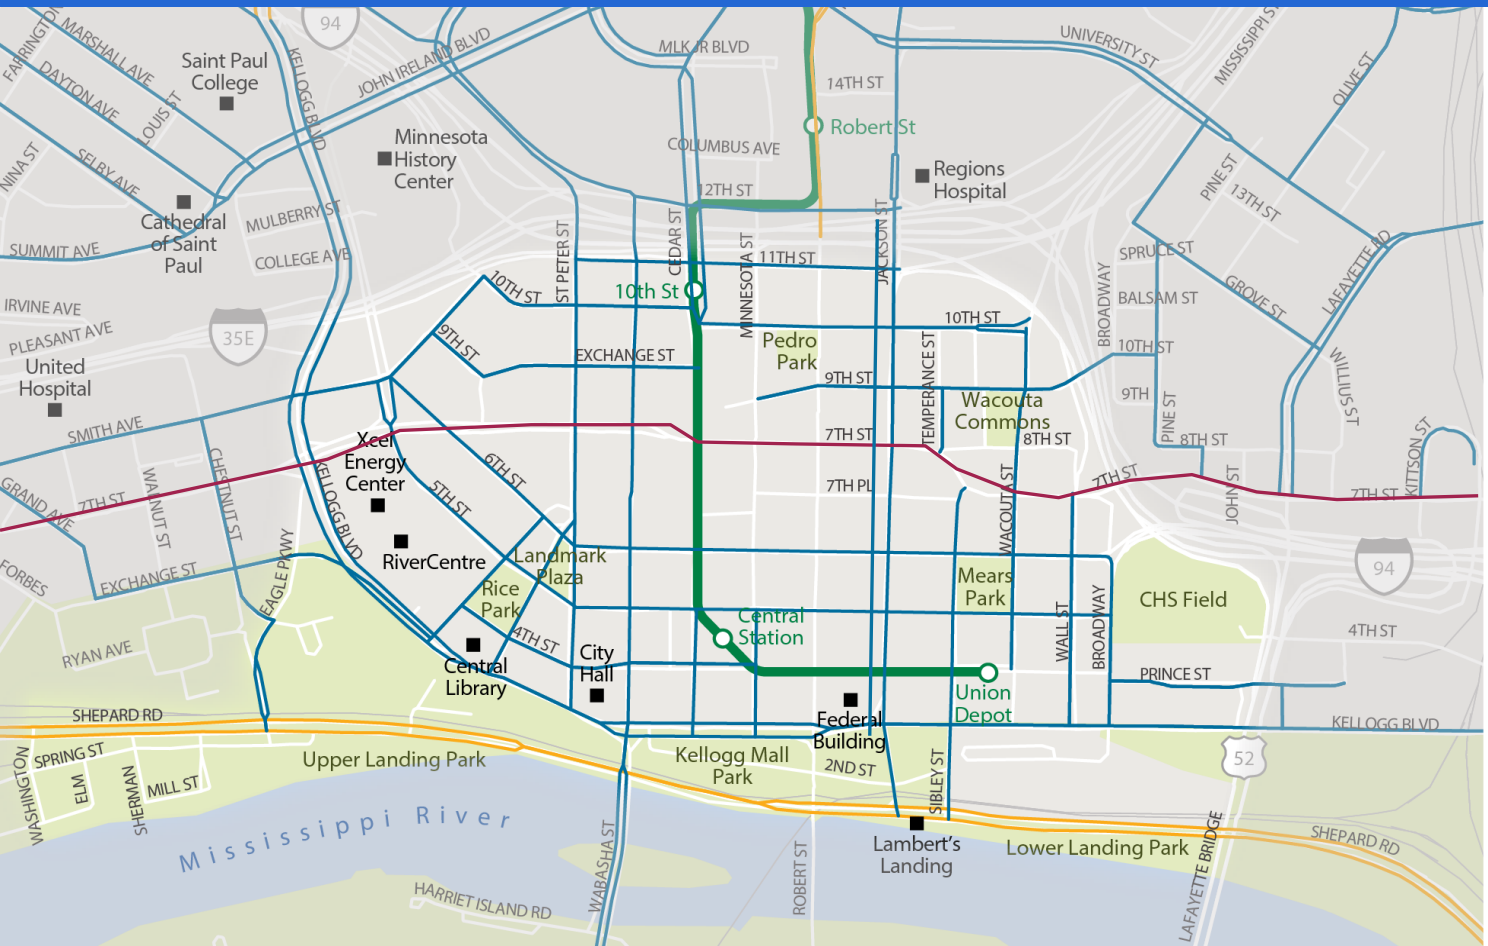 94
FARRINGTON
MARSHALL AVE
Saint Paul
College
KELLOGG BLVD
JOHN IRELAND BLVD
MLK JR BLVD
14TH ST
UNIVERSITY ST
MISSISSIPPI ST
OLIVE ST
DAYTON AVE
LOUIS ST
Minnesota
History
Center
Robert St
COLUMBUS AVE
Regions
Hospital
NINA ST
SELBY AVE
12TH ST
PINE ST
13TH ST
Cathedral
of Saint
Paul
MULBERRY ST
SUMMIT AVE
COLLEGE AVE
ST PETER ST
CEDAR ST
MINNESOTA ST
11TH ST
JACKSON ST
BROADWAY
SPRUCE ST
LAFAYETTE RD
10TH ST
10th St
BALSAM ST
GROVE ST
IRVINE AVE
PLEASANT AVE
35E
9TH ST
EXCHANGE ST
Pedro
Park
10TH ST
TEMPERANCE ST
10TH ST
WILLIUS ST
United
Hospital
9TH ST
Wacouta
Commons
9TH
PINE ST
SMITH AVE
Xcel
Energy
Center
7TH ST
8TH ST
8TH ST
KITTSON ST
GRAND AVE
7TH ST
WALNUT ST
CHESTNUT ST
KELLOGG BLVD
5TH ST
6TH ST
7TH PL
WACOUTA ST
7TH ST
JOHN ST
7TH ST
RiverCentre
Landmark
Plaza
FORBES
EXCHANGE ST
EAGLE PKWY
Rice
Park
Mears
Park
CHS Field
94
RYAN AVE
4TH ST
Central
Station
WALL ST
BROADWAY
4TH ST
Central
Library
City
Hall
PRINCE ST
Union
Depot
SHEPARD RD
Federal
Building
KELLOGG BLVD
WASHINGTON
SPRING ST
ELM
SHERMAN
MILL ST
Upper Landing Park
Kellogg Mall
Park
2ND ST
SIBLEY ST
52
Mississippi River
WABASHA ST
ROBERT ST
Lambert's
Landing
Lower Landing Park
LAFAYETTE BRIDGE
SHEPARD RD
HARRIET ISLAND RD